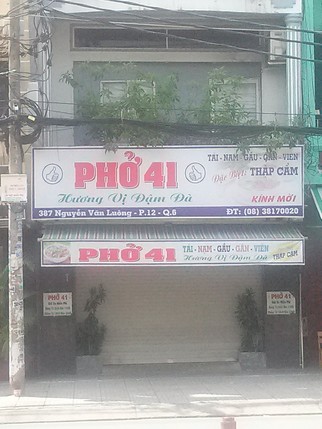 PHỞ 41
TÁI - NẠM - GẦU - GÂN - VIÊN
Đặc Biệt THẬP CẨM
Hương Vị Đậm Đà
KÍNH MỜI
387 Nguyễn Văn Luông - P.12 - Q.6
ĐT: (08) 38170020
PHỞ 41
TÁI - NẠM - GẦU - GÂN - VIÊN
Hương Vị Đậm Đà
THẬP CẨM
PHỞ 41
PHỞ 41